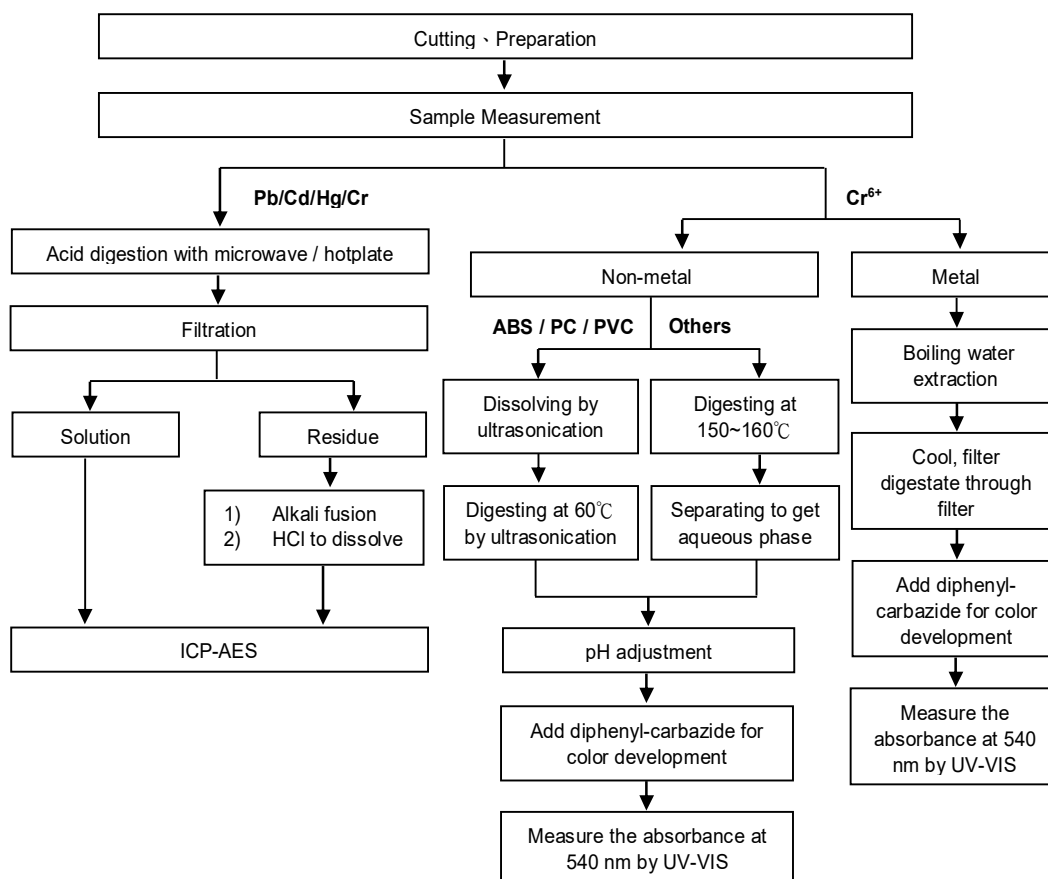 Cutting、Preparation
Sample Measurement
Pb/Cd/Hg/Cr
Cr⁶⁺
Acid digestion with microwave / hotplate
Filtration
Solution
Residue
1) Alkali fusion
2) HCl to dissolve
ICP-AES
Non-metal
ABS / PC / PVC
Others
Dissolving by
ultrasonication
Digesting at
150~160℃
Digesting at 60℃
by ultrasonication
Separating to get
aqueous phase
pH adjustment
Add diphenyl-carbazide for
color development
Measure the absorbance at
540 nm by UV-VIS
Metal
Boiling water
extraction
Cool, filter
digestate through
filter
Add diphenyl-
carbazide for color
development
Measure the
absorbance at 540
nm by UV-VIS